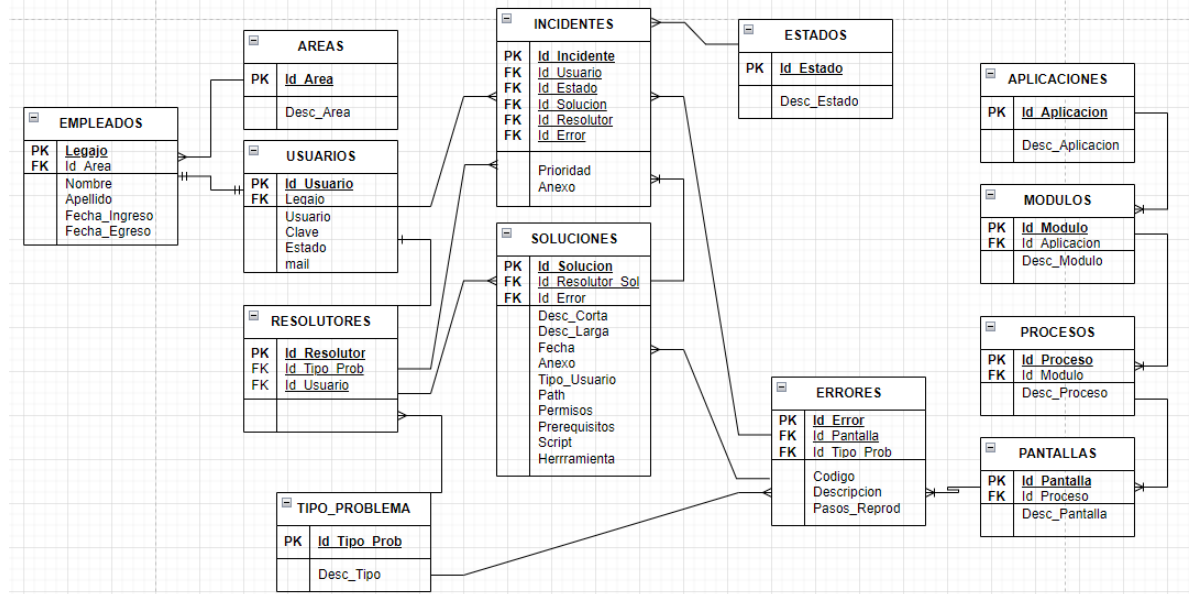 AREAS
PK Id_Area
Desc_Area
EMPLEADOS
PK Legajo
FK Id_Area
Nombre
Apellido
Fecha_Ingreso
Fecha_Egreso
USUARIOS
PK Id_Usuario
FK Legajo
Usuario
Clave
Estado
mail
RESOLUTORES
PK Id_Resolutor
FK Id_Tipo_Prob
FK Id_Usuario
TIPO_PROBLEMA
PK Id_Tipo_Prob
Desc_Tipo
INCIDENTES
PK Id_Incidente
FK Id_Usuario
FK Id_Estado
FK Id_Solucion
FK Id_Resolutor
FK Id_Error
Prioridad
Anexo
SOLUCIONES
PK Id_Solucion
FK Id_Resolutor_Sol
FK Id_Error
Desc_Corta
Desc_Larga
Fecha
Anexo
Tipo_Usuario
Path
Permisos
Prerequisitos
Script
Herrramienta
ESTADOS
PK Id_Estado
Desc_Estado
ERRORES
PK Id_Error
FK Id_Pantalla
FK Id_Tipo_Prob
Codigo
Descripcion
Pasos_Reprod
APLICACIONES
PK Id_Aplicacion
Desc_Aplicacion
MODULOS
PK Id_Modulo
FK Id_Aplicacion
Desc_Modulo
PROCESOS
PK Id_Proceso
FK Id_Modulo
Desc_Proceso
PANTALLAS
PK Id_Pantalla
FK Id_Proceso
Desc_Pantalla